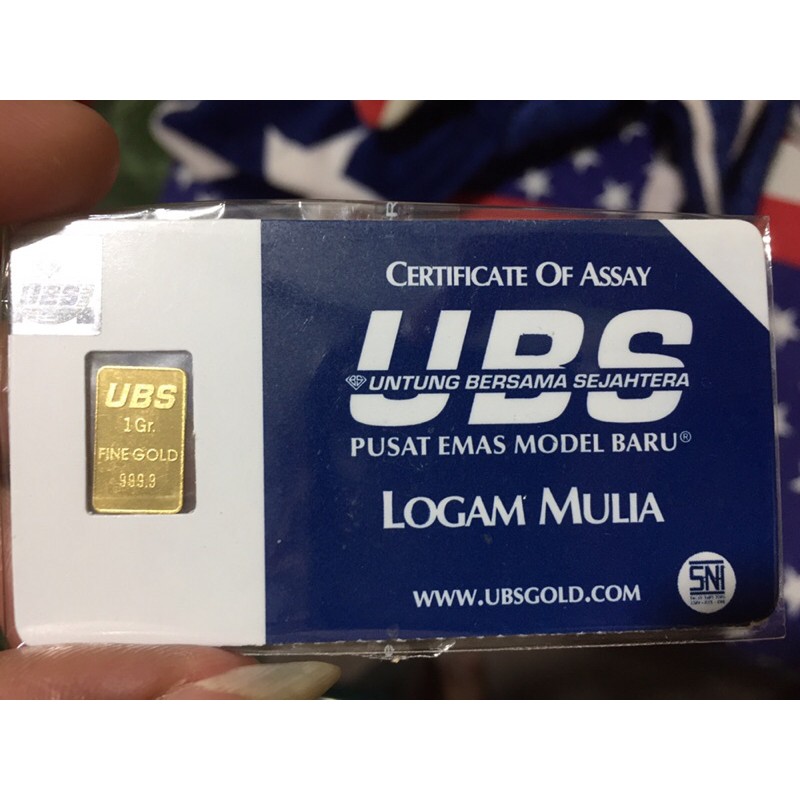 UBS
UBS
1 Gr.
FINE GOLD
999.9
CERTIFICATE OF ASSAY
UBS
UNTUNG BERSAMA SEJAHTERA
PUSAT EMAS MODEL BARU®
LOGAM MULIA
WWW.UBSGOLD.COM
SNI